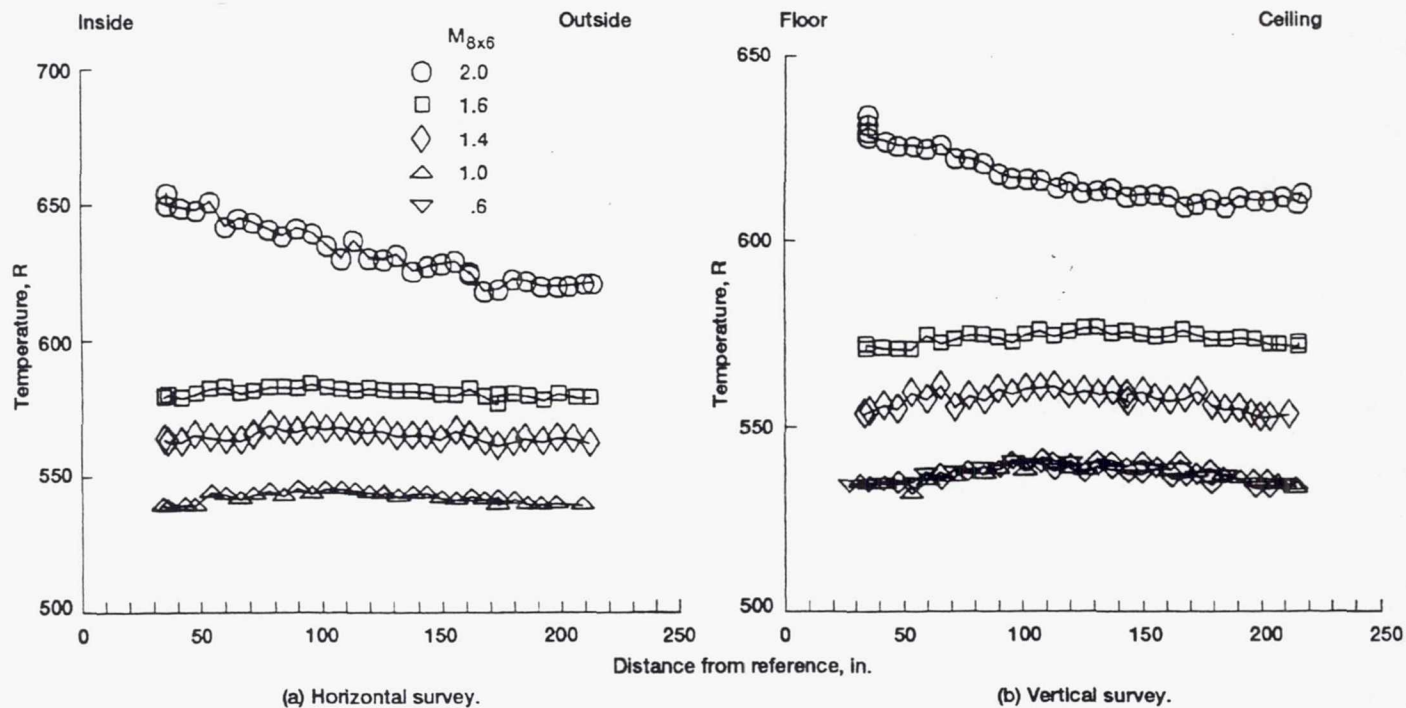 Inside
Outside
M8x6
2.0
1.6
1.4
1.0
.6
700
650
600
550
500
Temperature, R
0
50
100
150
200
250
Floor
Ceiling
650
600
550
500
Temperature, R
0
50
100
150
200
250
Distance from reference, in.
(a) Horizontal survey.
(b) Vertical survey.